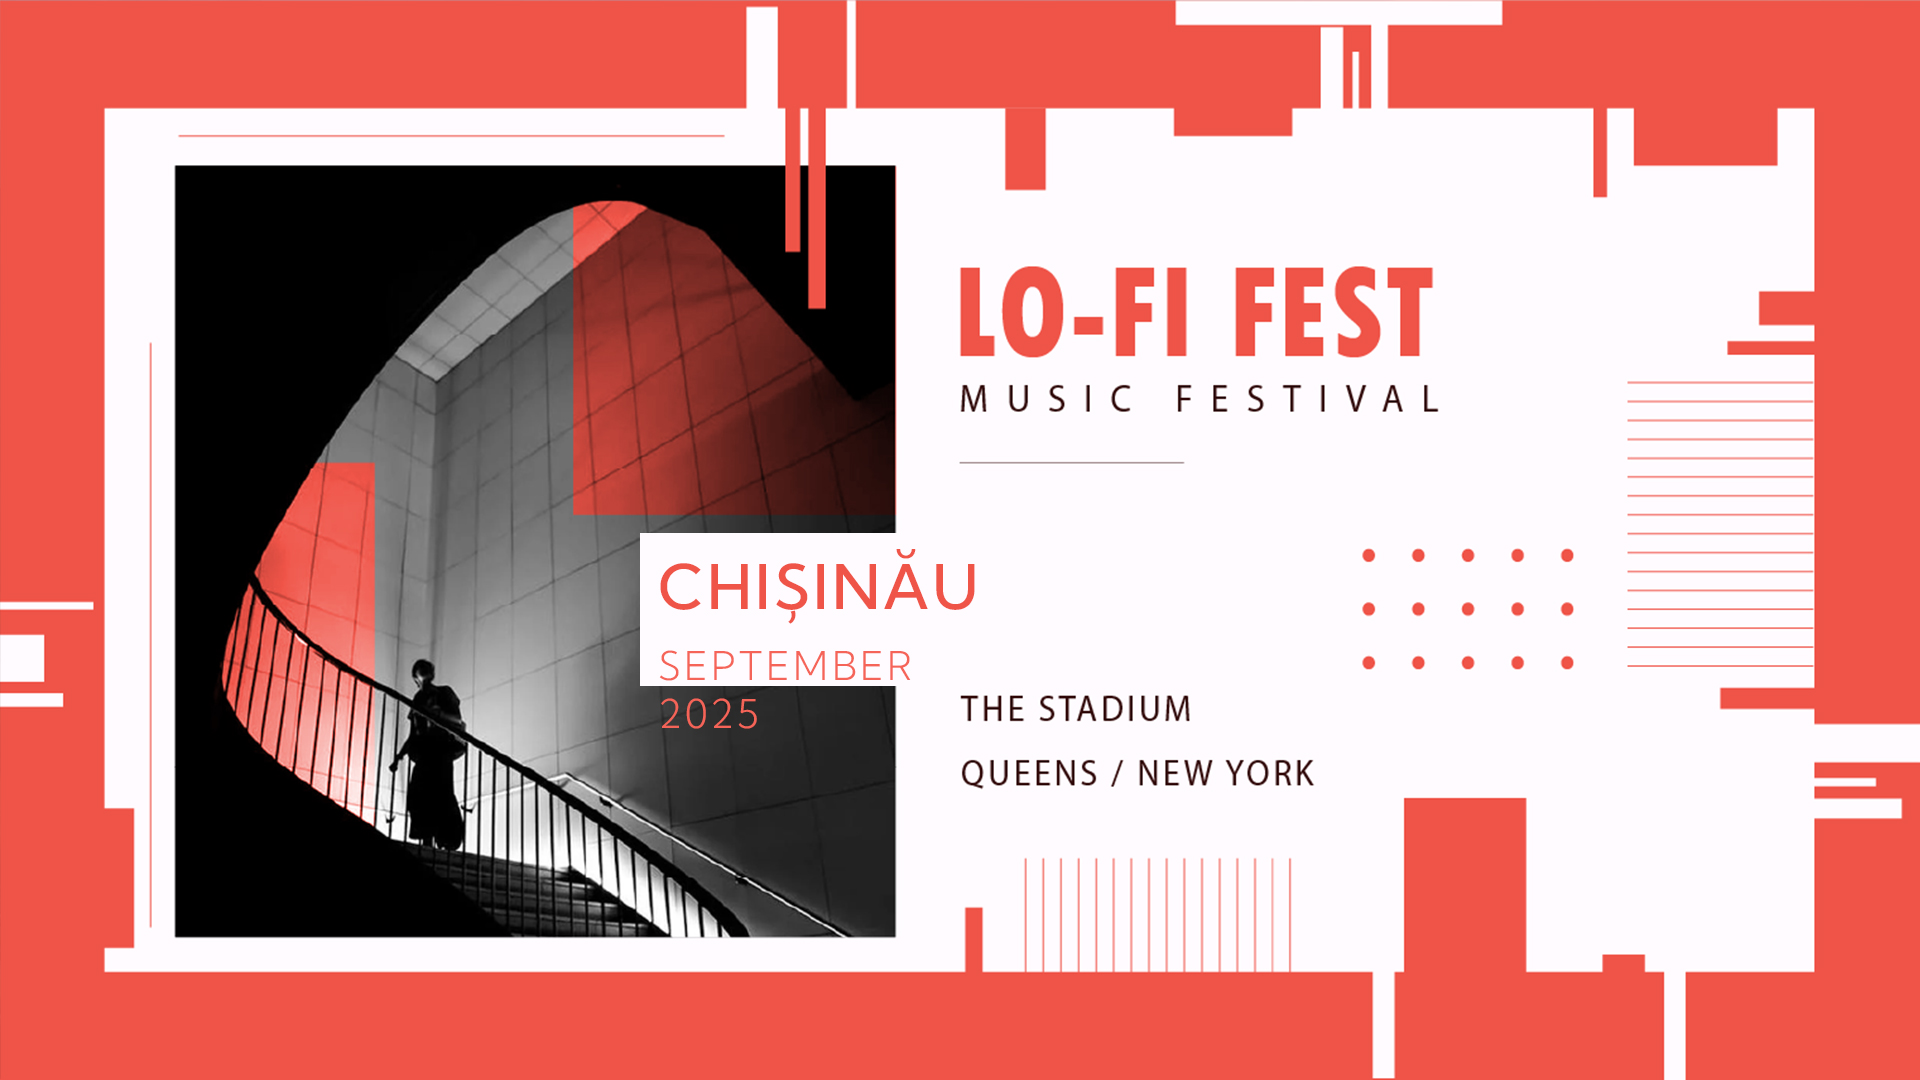 LO-FI FEST
MUSIC FESTIVAL
CHIȘINĂU
SEPTEMBER
2025
THE STADIUM
QUEENS / NEW YORK